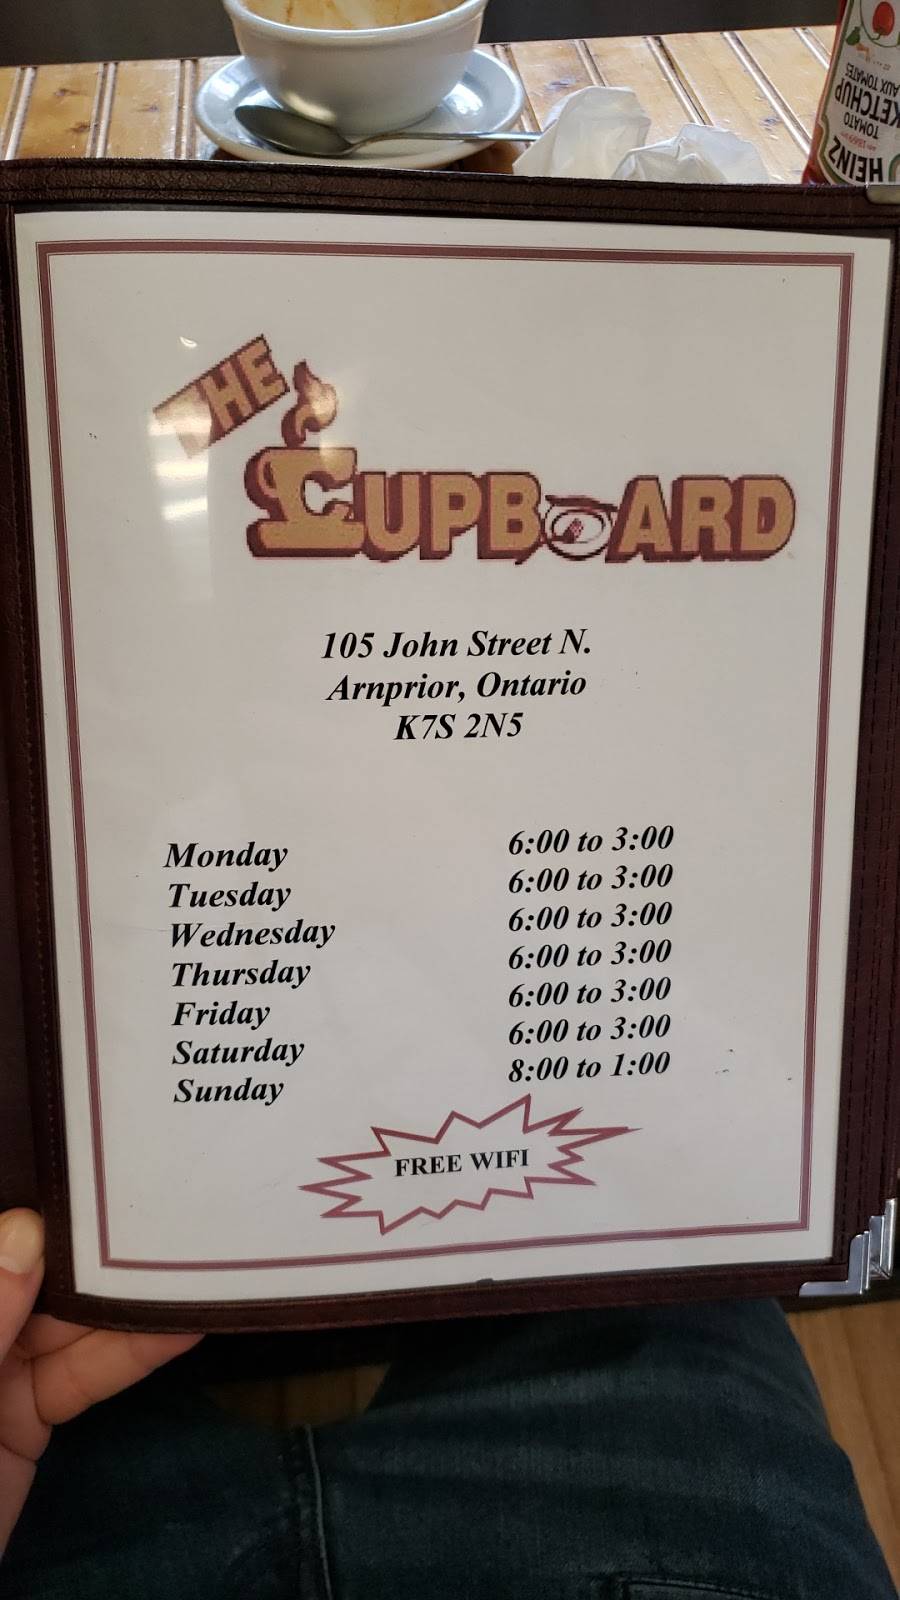 HEINZ
estd 1869
TOMATO
KETCHUP
AUX TOMATES
THE
CUPBOARD
105 John Street N.
Arnprior, Ontario
K7S 2N5
Monday 6:00 to 3:00
Tuesday 6:00 to 3:00
Wednesday 6:00 to 3:00
Thursday 6:00 to 3:00
Friday 6:00 to 3:00
Saturday 6:00 to 3:00
Sunday 8:00 to 1:00
FREE WIFI